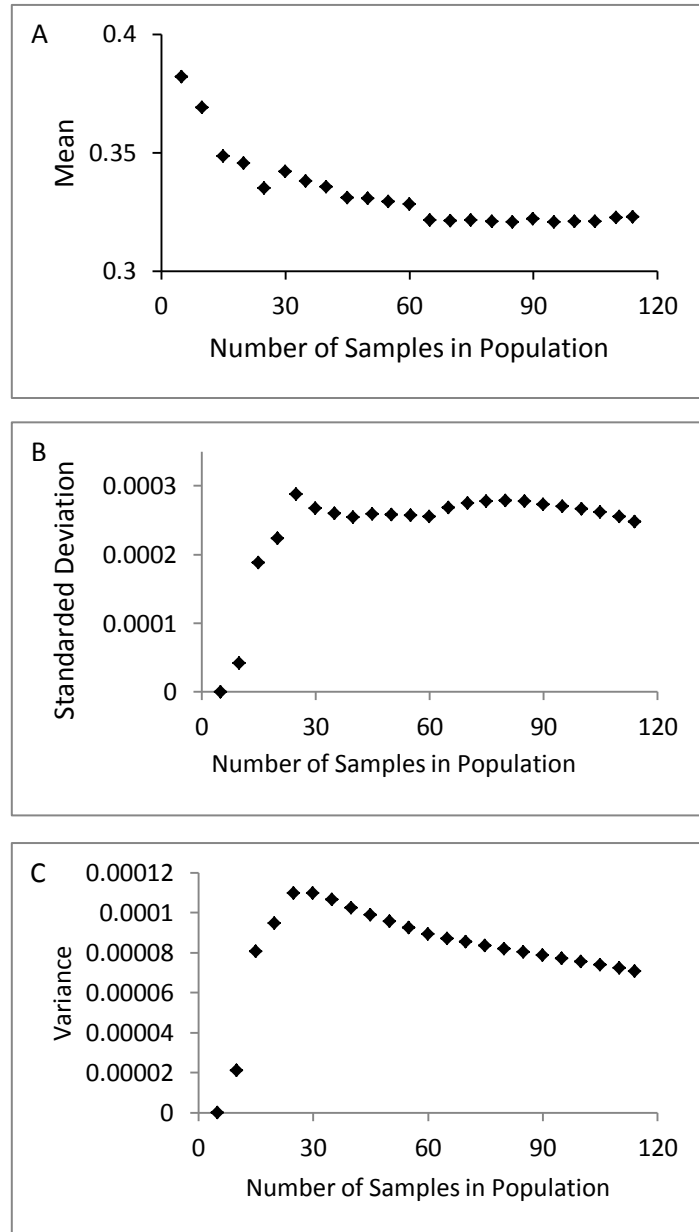 A
0.4
0.35
0.3
Mean
0 30 60 90 120
Number of Samples in Population
B
0.0003
0.0002
0.0001
0
Standarded Deviation
0 30 60 90 120
Number of Samples in Population
C
0.00012
0.0001
0.00008
0.00006
0.00004
0.00002
0
Variance
0 30 60 90 120
Number of Samples in Population